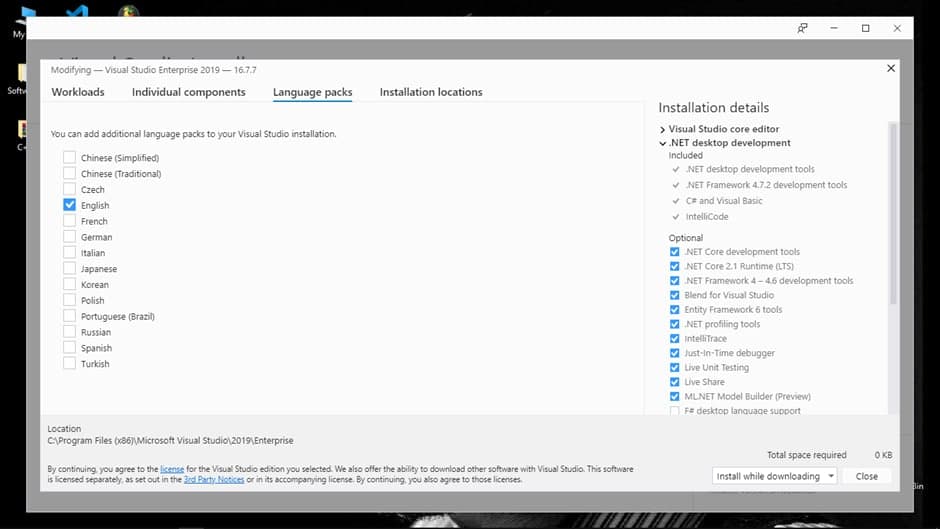 My
Softw
C+
Modifying — Visual Studio Enterprise 2019 — 16.7.7
Workloads Individual components Language packs Installation locations
You can add additional language packs to your Visual Studio installation.
Chinese (Simplified)
Chinese (Traditional)
Czech
English
French
German
Italian
Japanese
Korean
Polish
Portuguese (Brazil)
Russian
Spanish
Turkish
Installation details
Visual Studio core editor
.NET desktop development
Included
.NET desktop development tools
.NET Framework 4.7.2 development tools
C# and Visual Basic
IntelliCode
Optional
.NET Core development tools
.NET Core 2.1 Runtime (LTS)
.NET Framework 4 – 4.6 development tools
Blend for Visual Studio
Entity Framework 6 tools
.NET profiling tools
IntelliTrace
Just-In-Time debugger
Live Unit Testing
Live Share
ML.NET Model Builder (Preview)
F# desktop language support
Location
C:\Program Files (x86)\Microsoft Visual Studio\2019\Enterprise
Total space required 0 KB
By continuing, you agree to the license for the Visual Studio edition you selected. We also offer the ability to download other software with Visual Studio. This software
is licensed separately, as set out in the 3rd Party Notices or in its accompanying license. By continuing, you also agree to those licenses.
Install while downloading Close
Bin